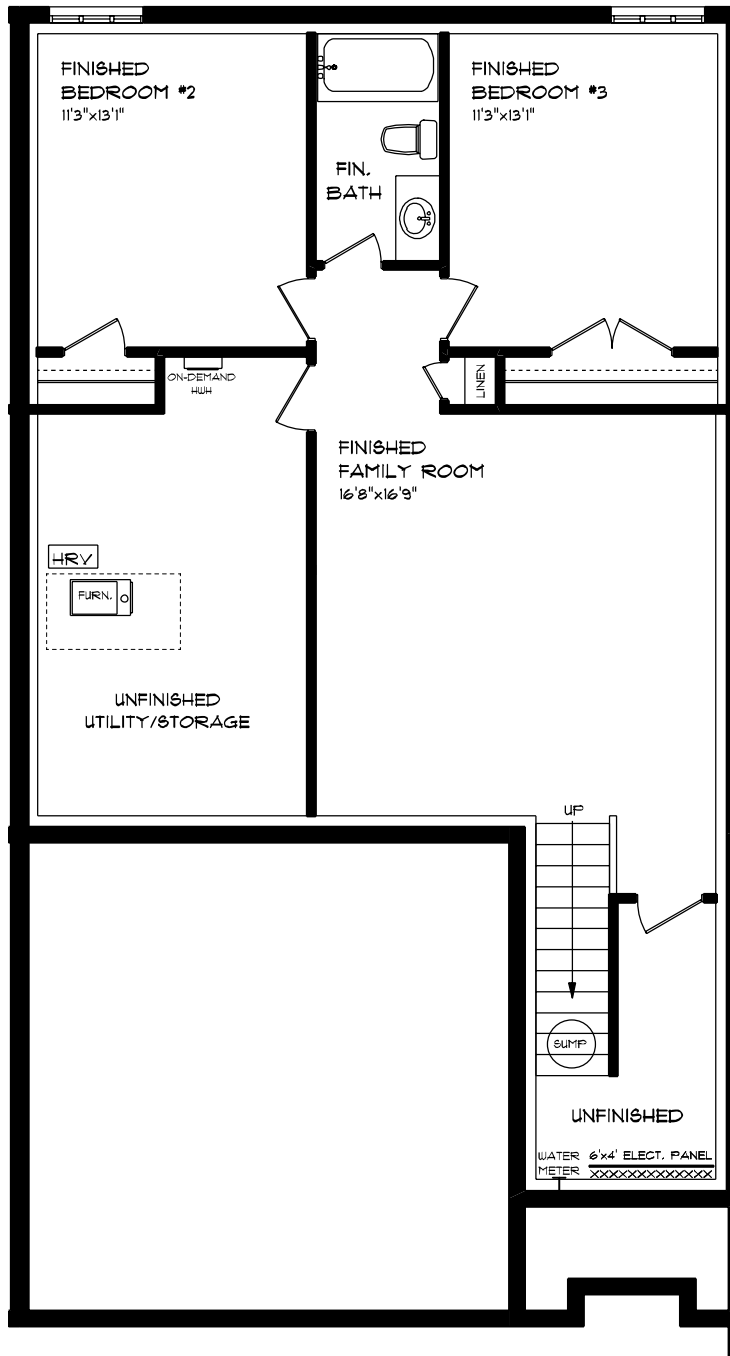 FINISHED
BEDROOM #2
11'3"x13'1"
FINISHED
BEDROOM #3
11'3"x13'1"
FIN.
BATH
ON-DEMAND
HWH
LINEN
FINISHED
FAMILY ROOM
16'8"x16'9"
HRV
FURN.
UNFINISHED
UTILITY/STORAGE
UP
SUMP
UNFINISHED
WATER
METER
6'x4' ELECT. PANEL